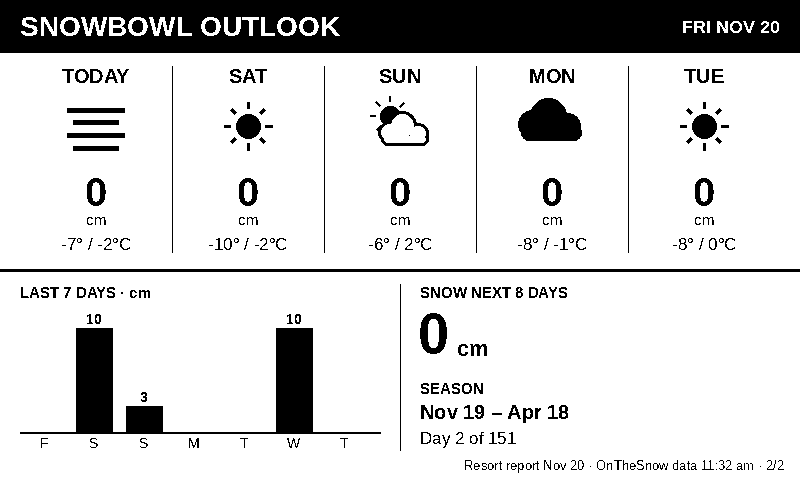 SNOWBOWL OUTLOOK
FRI NOV 20
TODAY
0
cm
-7° / -2°C
SAT
0
cm
-10° / -2°C
SUN
0
cm
-6° / 2°C
MON
0
cm
-8° / -1°C
TUE
0
cm
-8° / 0°C
LAST 7 DAYS · cm
10
3
10
F S S M T W T
SNOW NEXT 8 DAYS
0 cm
SEASON
Nov 19 – Apr 18
Day 2 of 151
Resort report Nov 20 · OnTheSnow data 11:32 am · 2/2